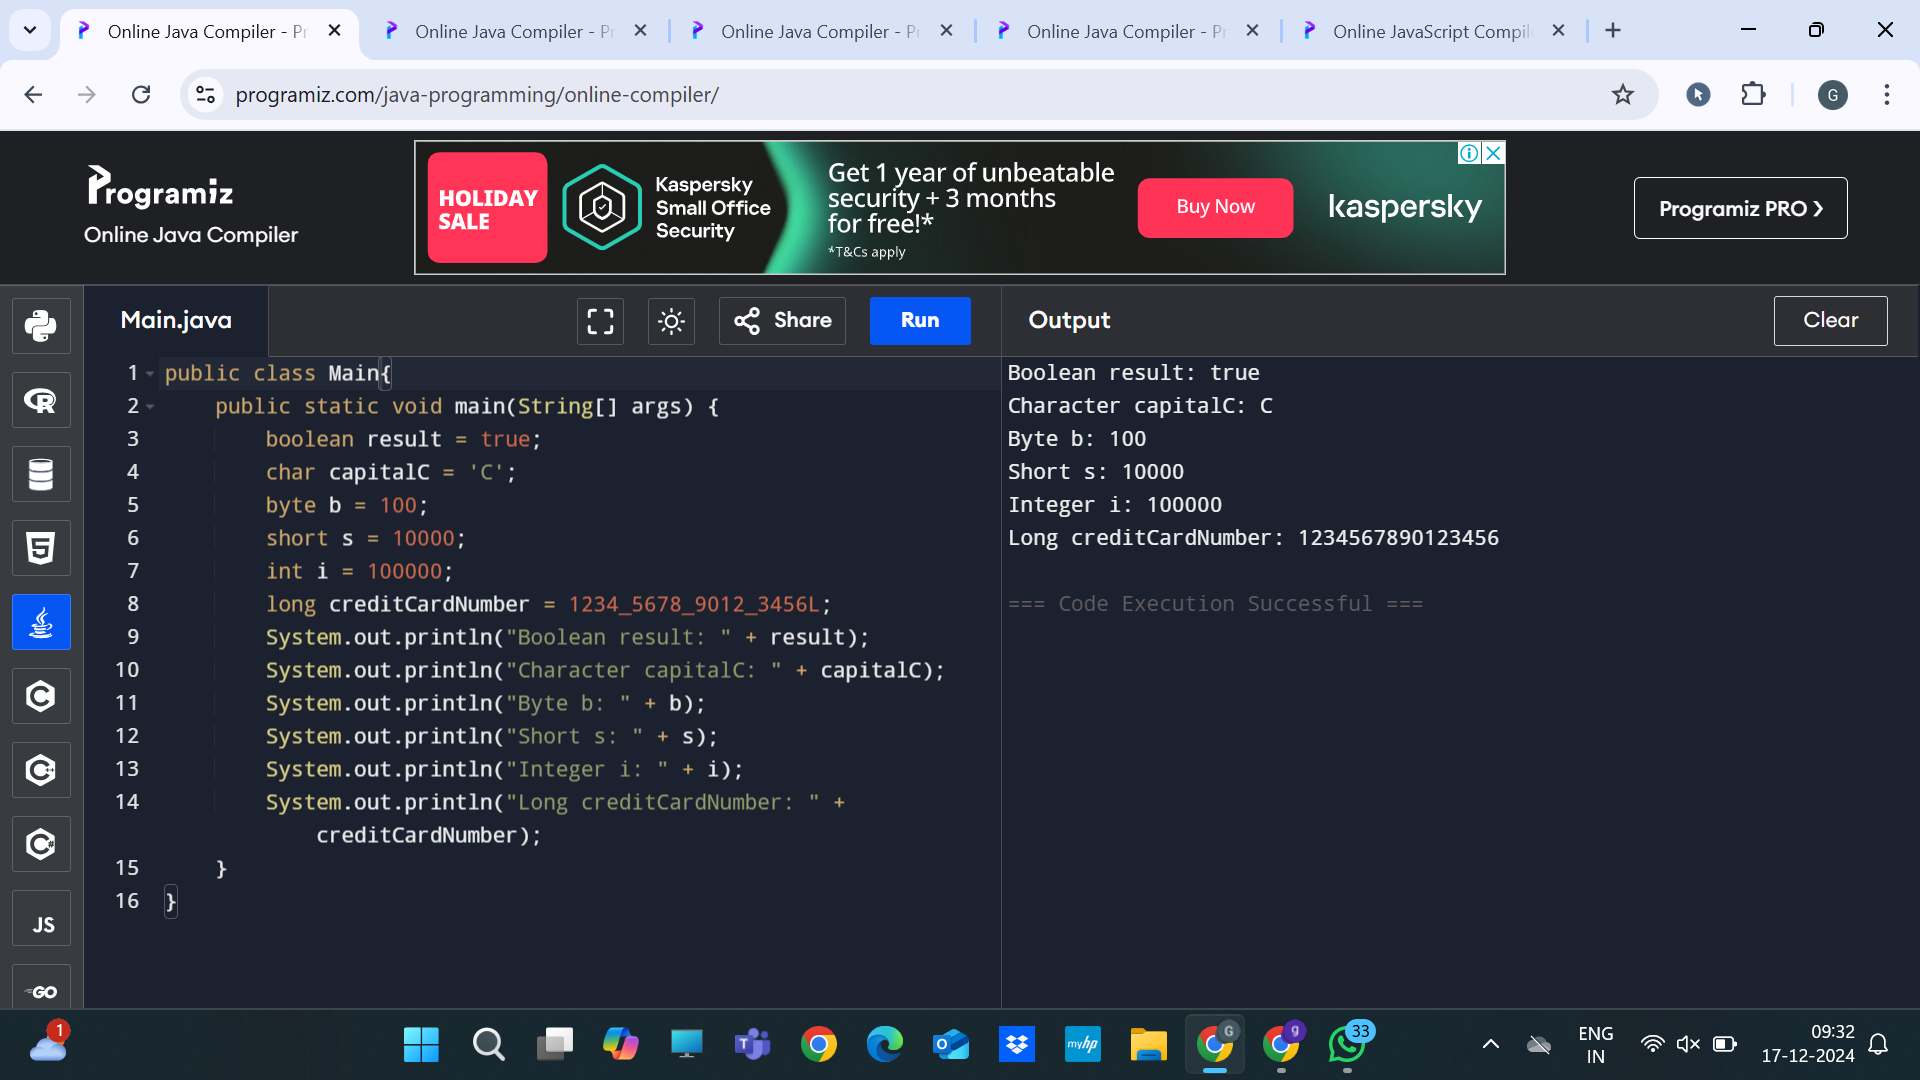 Online Java Compiler - Pr
Online Java Compiler - Pr
Online Java Compiler - Pr
Online Java Compiler - Pr
Online JavaScript Compil
programiz.com/java-programming/online-compiler/
G
Programiz
Online Java Compiler
HOLIDAY
SALE
Kaspersky
Small Office
Security
Get 1 year of unbeatable
security + 3 months
for free!*
*T&Cs apply
Buy Now
kaspersky
Programiz PRO ❯
Main.java
Share
Run
Output
Clear
1 public class Main{
2     public static void main(String[] args) {
3         boolean result = true;
4         char capitalC = 'C';
5         byte b = 100;
6         short s = 10000;
7         int i = 100000;
8         long creditCardNumber = 1234_5678_9012_3456L;
9         System.out.println("Boolean result: " + result);
10         System.out.println("Character capitalC: " + capitalC);
11         System.out.println("Byte b: " + b);
12         System.out.println("Short s: " + s);
13         System.out.println("Integer i: " + i);
14         System.out.println("Long creditCardNumber: " +
            creditCardNumber);
15     }
16 }
Boolean result: true
Character capitalC: C
Byte b: 100
Short s: 10000
Integer i: 100000
Long creditCardNumber: 1234567890123456
=== Code Execution Successful ===
R
5
C
C++
C#
JS
GO
1
T
O
myhp
G
g
33
ENG
IN
09:32
17-12-2024